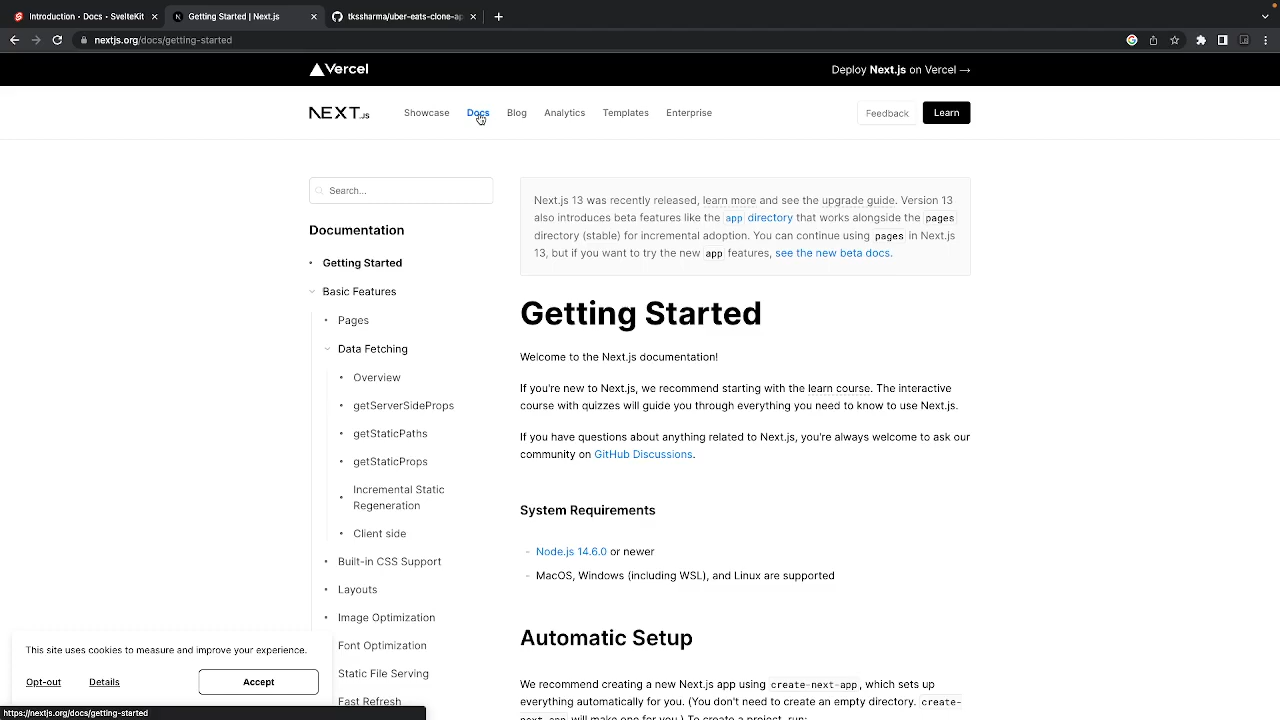 Introduction • Docs • SvelteKit
Getting Started | Next.js
tkssharma/uber-eats-clone-ap
nextjs.org/docs/getting-started
Vercel
Deploy Next.js on Vercel →
NEXT.JS
Showcase
Docs
Blog
Analytics
Templates
Enterprise
Feedback
Learn
Search...
Documentation
Getting Started
Basic Features
Pages
Data Fetching
Overview
getServerSideProps
getStaticPaths
getStaticProps
Incremental Static
Regeneration
Client side
Built-in CSS Support
Layouts
Image Optimization
Font Optimization
Static File Serving
Fast Refresh
Next.js 13 was recently released, learn more and see the upgrade guide. Version 13
also introduces beta features like the app directory that works alongside the pages
directory (stable) for incremental adoption. You can continue using pages in Next.js
13, but if you want to try the new app features, see the new beta docs.
Getting Started
Welcome to the Next.js documentation!
If you're new to Next.js, we recommend starting with the learn course. The interactive
course with quizzes will guide you through everything you need to know to use Next.js.
If you have questions about anything related to Next.js, you're always welcome to ask our
community on GitHub Discussions.
System Requirements
- Node.js 14.6.0 or newer
- MacOS, Windows (including WSL), and Linux are supported
Automatic Setup
We recommend creating a new Next.js app using create-next-app, which sets up
everything automatically for you. (You don't need to create an empty directory. create-
next-app will make one for you.) To create a project, run:
This site uses cookies to measure and improve your experience.
Opt-out
Details
Accept
https://nextjs.org/docs/getting-started